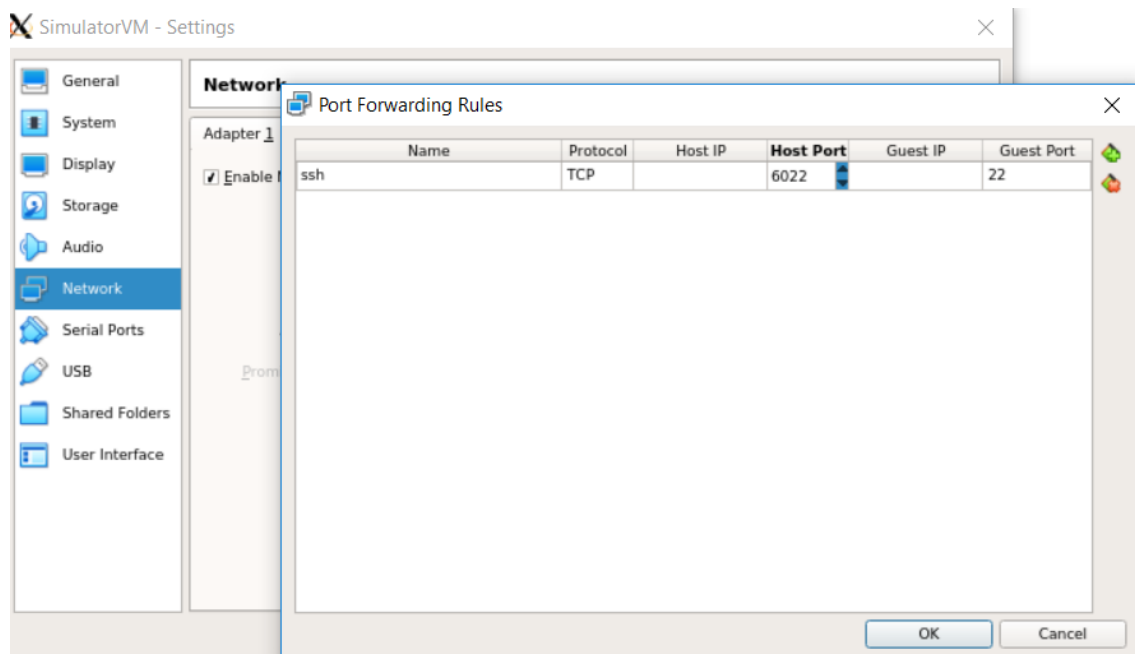 SimulatorVM - Settings
General
System
Display
Storage
Audio
Network
Serial Ports
USB
Shared Folders
User Interface
Network
Adapter 1
Enable
Port Forwarding Rules
Name Protocol Host IP Host Port Guest IP Guest Port
ssh TCP 6022 22
OK Cancel